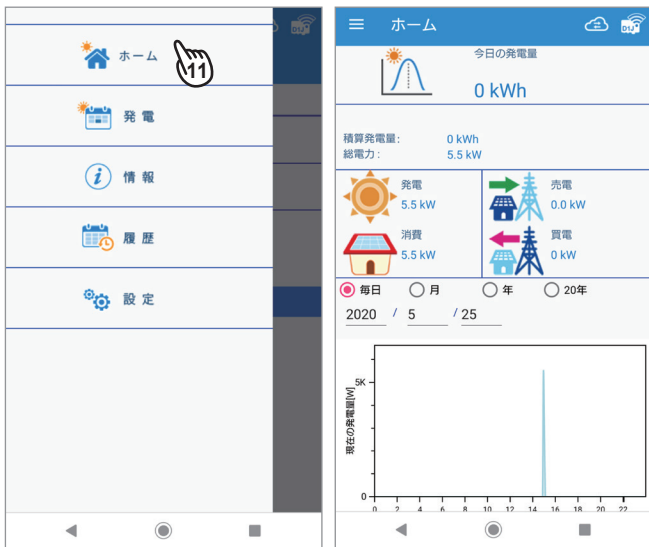 D1J
ホーム
11
発電
i
情報
履歴
設定
ホーム
D1J
今日の発電量
0 kWh
積算発電量: 0 kWh
総電力: 5.5 kW
発電
5.5 kW
売電
0.0 kW
消費
5.5 kW
買電
0 kW
毎日 月 年 20年
2020 / 5 / 25
現在の発電量[W]
5K
0
0 2 4 6 8 10 12 14 16 18 20 22